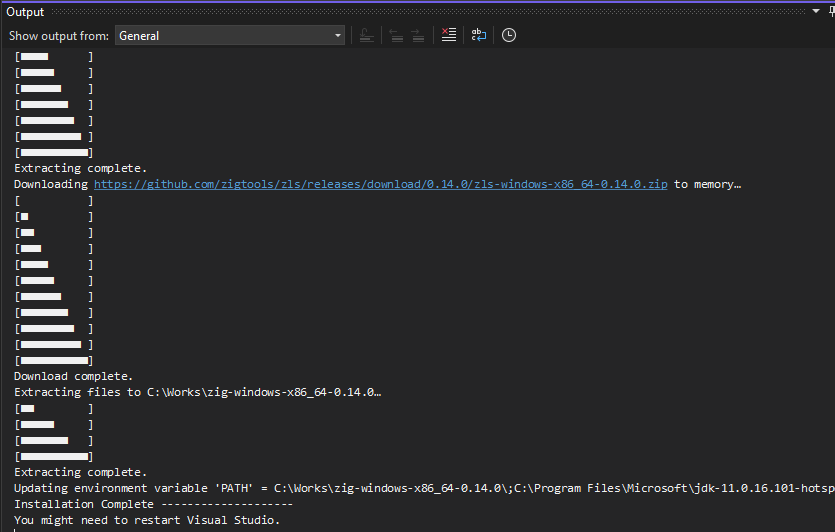 Output
Show output from: General
[■■■■      ]
[■■■■■     ]
[■■■■■■    ]
[■■■■■■■   ]
[■■■■■■■■  ]
[■■■■■■■■■ ]
[■■■■■■■■■■]
Extracting complete.
Downloading https://github.com/zigtools/zls/releases/download/0.14.0/zls-windows-x86_64-0.14.0.zip to memory…
[          ]
[■         ]
[■■        ]
[■■■       ]
[■■■■      ]
[■■■■■     ]
[■■■■■■    ]
[■■■■■■■   ]
[■■■■■■■■  ]
[■■■■■■■■■ ]
[■■■■■■■■■■]
Download complete.
Extracting files to C:\Works\zig-windows-x86_64-0.14.0…
[■■        ]
[■■■■■     ]
[■■■■■■■   ]
[■■■■■■■■■■]
Extracting complete.
Updating environment variable 'PATH' = C:\Works\zig-windows-x86_64-0.14.0\;C:\Program Files\Microsoft\jdk-11.0.16.101-hotsp
Installation Complete --------------------
You might need to restart Visual Studio.